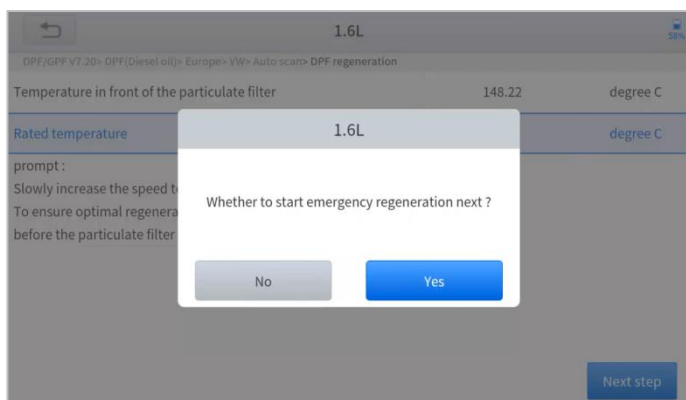 1.6L
58%
DPF/GPF V7.20> DPF(Diesel oil)> Europe> VW> Auto scan> DPF regeneration
Temperature in front of the particulate filter 148.22 degree C
Rated temperature degree C
1.6L
prompt :
Slowly increase the speed
To ensure optimal
before the particulate filter
Whether to start emergency regeneration next ?
No Yes
Next step